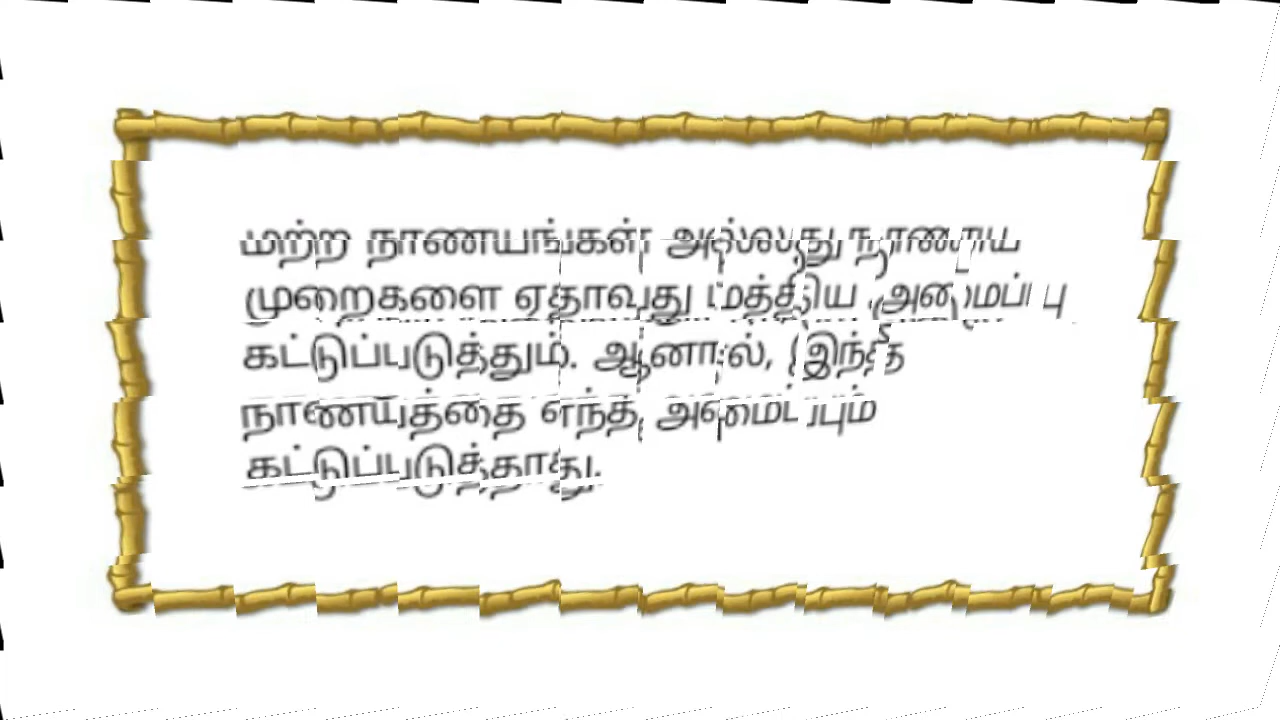 மற்ற நாணயங்கள் அல்லது நாணய
முறைகளை ஏதாவது மத்திய அமைப்பு
கட்டுப்படுத்தும். ஆனால், இந்த
நாணயத்தை எந்த அமைப்பும்
கட்டுப்படுத்தாது.